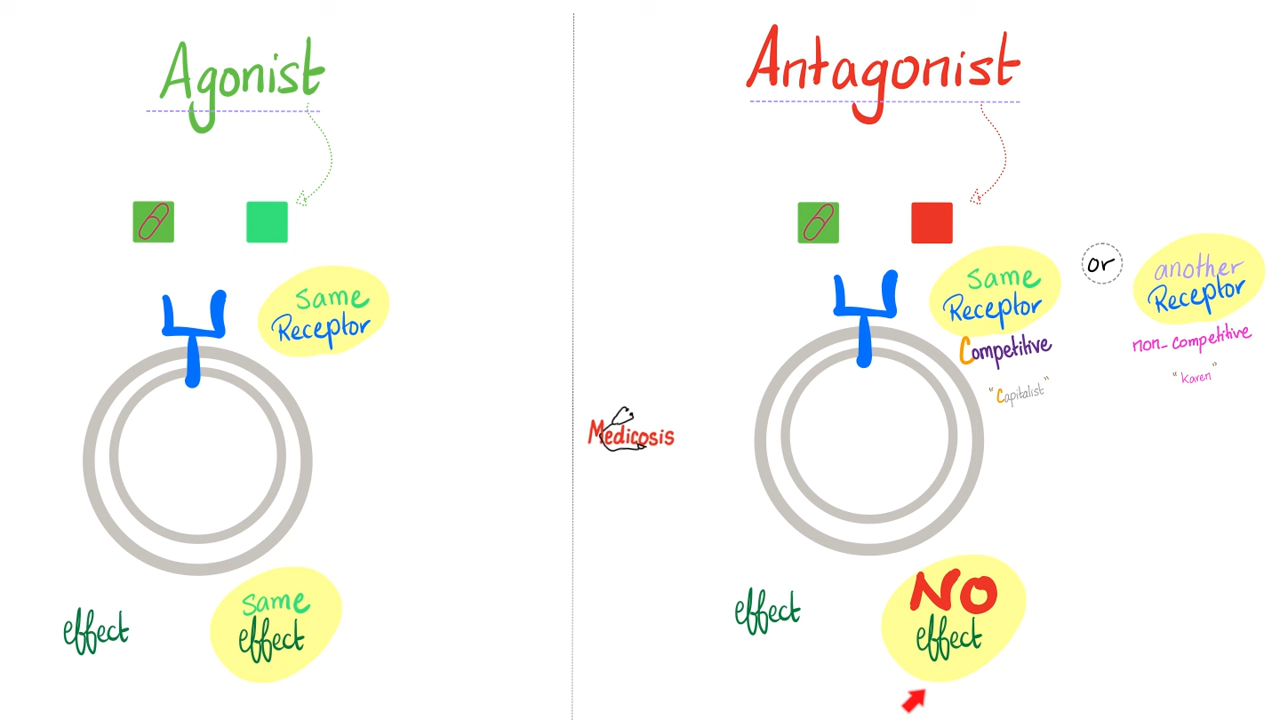 Agonist
same
Receptor
effect
same
effect
Medicosis
Antagonist
same
Receptor
Competitive
"Capitalist"
or
another
Receptor
non-competitive
"Karen"
effect
NO
effect